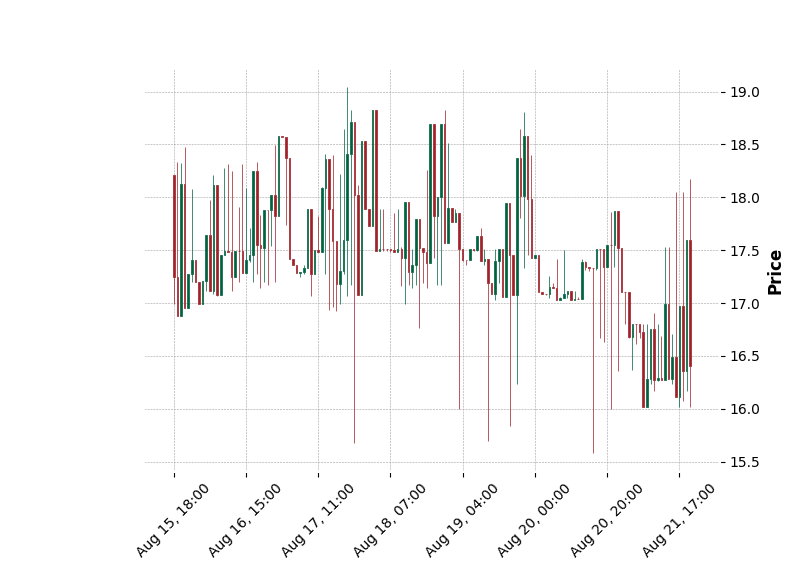 19.0
18.5
18.0
17.5
17.0
16.5
16.0
15.5
Price
Aug 15, 18:00
Aug 16, 15:00
Aug 17, 11:00
Aug 18, 07:00
Aug 19, 04:00
Aug 20, 00:00
Aug 20, 20:00
Aug 21, 17:00